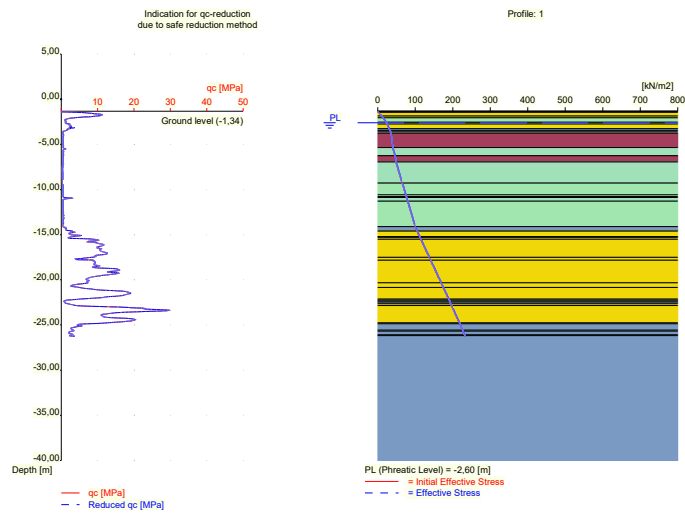 Indication for qc-reduction
due to safe reduction method
5,00
0,00
-5,00
-10,00
-15,00
-20,00
-25,00
-30,00
-35,00
-40,00
Depth [m]
qc [MPa]
10 20 30 40 50
Ground level (-1,34)
qc [MPa]
Reduced qc [MPa]
Profile: 1
[kN/m2]
0 100 200 300 400 500 600 700 800
PL
PL (Phreatic Level) = -2,60 [m]
= Initial Effective Stress
= Effective Stress